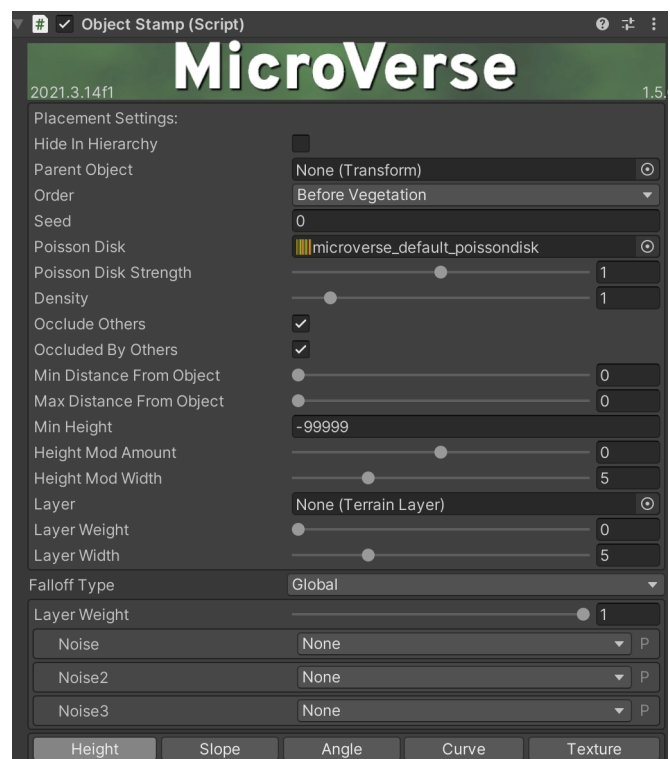 # Object Stamp (Script)
MicroVerse
2021.3.14f1 1.5.
Placement Settings:
Hide In Hierarchy
Parent Object None (Transform)
Order Before Vegetation
Seed 0
Poisson Disk microverse_default_poissondisk
Poisson Disk Strength 1
Density 1
Occlude Others
Occluded By Others
Min Distance From Object 0
Max Distance From Object 0
Min Height -99999
Height Mod Amount 0
Height Mod Width 5
Layer None (Terrain Layer)
Layer Weight 0
Layer Width 5
Falloff Type Global
Layer Weight 1
Noise None P
Noise2 None P
Noise3 None P
Height Slope Angle Curve Texture